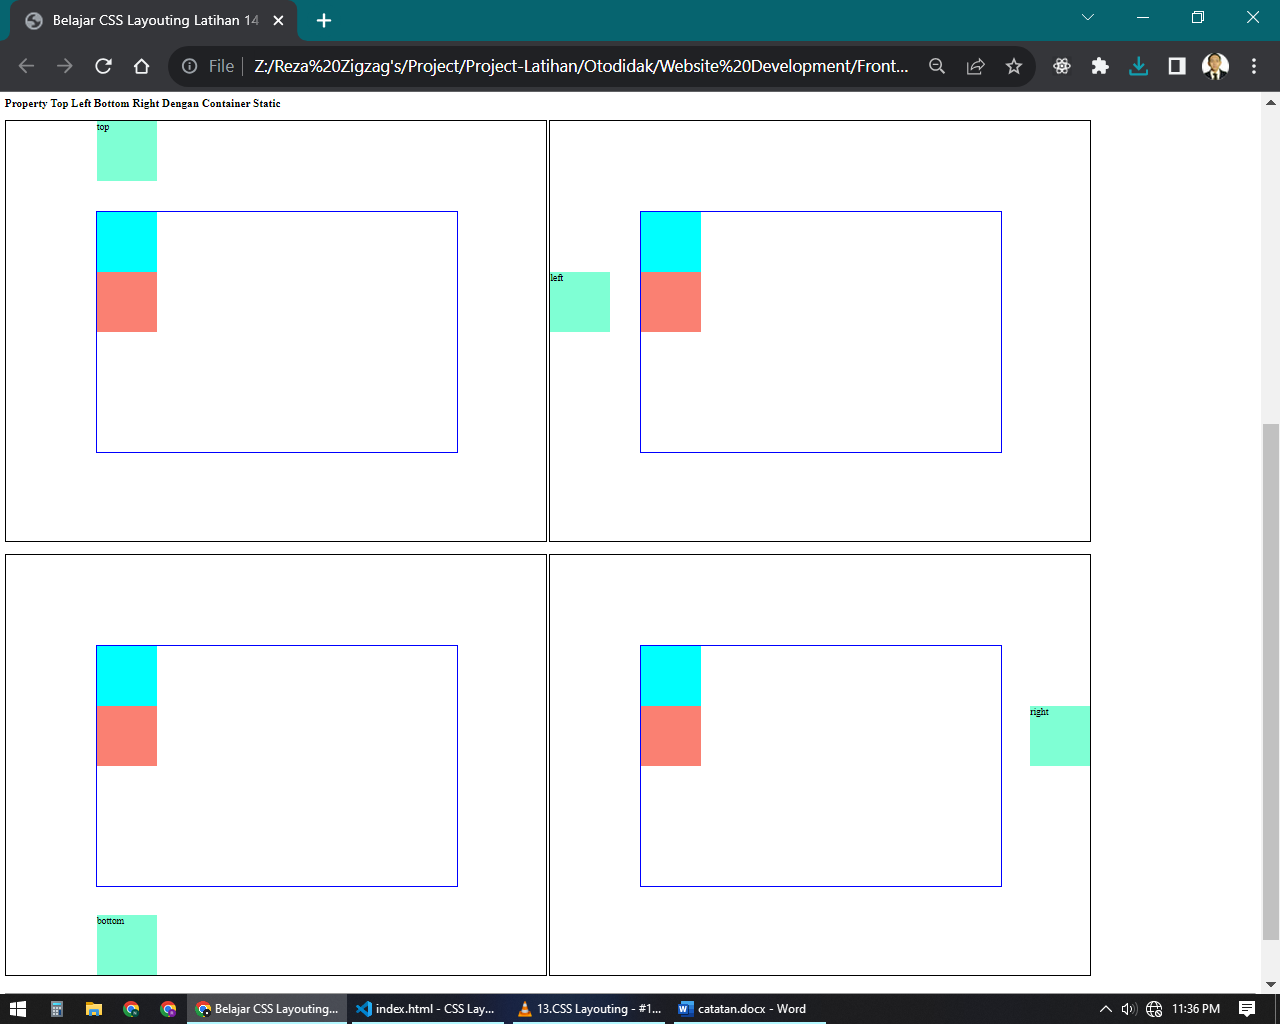 Belajar CSS Layouting Latihan 14
File
Z:/Reza%20Zigzag's/Project/Project-Latihan/Otodidak/Website%20Development/Front...
Property Top Left Bottom Right Dengan Container Static
top
left
right
bottom
Belajar CSS Layouting...
index.html - CSS Lay...
13.CSS Layouting - #1...
catatan.docx - Word
11:36 PM